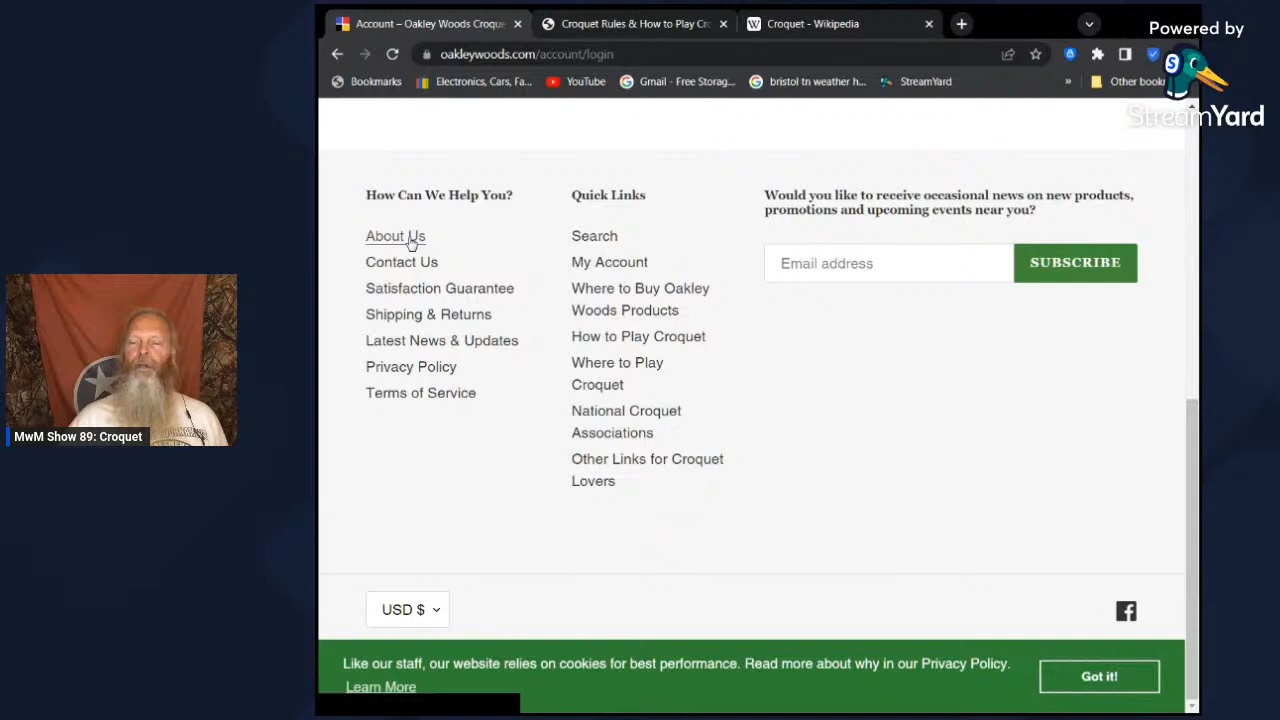 Account – Oakley Woods Croque
Croquet Rules & How to Play Cr
Croquet - Wikipedia
Powered by
oakleywoods.com/account/login
Bookmarks
Electronics, Cars, Fa...
YouTube
Gmail - Free Storag...
bristol tn weather h...
StreamYard
»
Other book
StreamYard
How Can We Help You?
About Us
Contact Us
Satisfaction Guarantee
Shipping & Returns
Latest News & Updates
Privacy Policy
Terms of Service
Quick Links
Search
My Account
Where to Buy Oakley
Woods Products
How to Play Croquet
Where to Play
Croquet
National Croquet
Associations
Other Links for Croquet
Lovers
Would you like to receive occasional news on new products,
promotions and upcoming events near you?
Email address
SUBSCRIBE
MwM Show 89: Croquet
USD $
Like our staff, our website relies on cookies for best performance. Read more about why in our Privacy Policy.
Learn More
Got it!